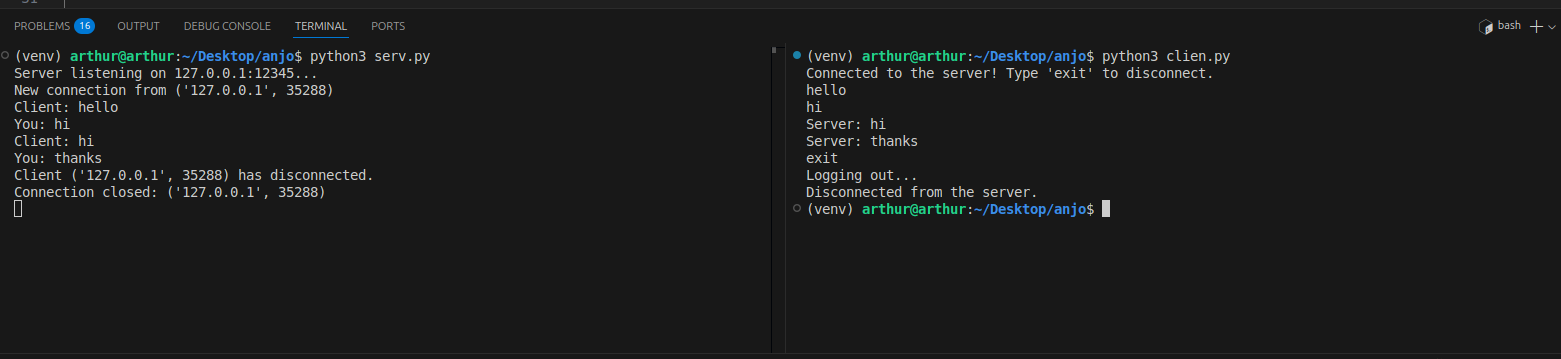 PROBLEMS 16 OUTPUT DEBUG CONSOLE TERMINAL PORTS bash
(venv) arthur@arthur:~/Desktop/anjo$ python3 serv.py
Server listening on 127.0.0.1:12345...
New connection from ('127.0.0.1', 35288)
Client: hello
You: hi
Client: hi
You: thanks
Client ('127.0.0.1', 35288) has disconnected.
Connection closed: ('127.0.0.1', 35288)
(venv) arthur@arthur:~/Desktop/anjo$ python3 clien.py
Connected to the server! Type 'exit' to disconnect.
hello
hi
Server: hi
Server: thanks
exit
Logging out...
Disconnected from the server.
(venv) arthur@arthur:~/Desktop/anjo$